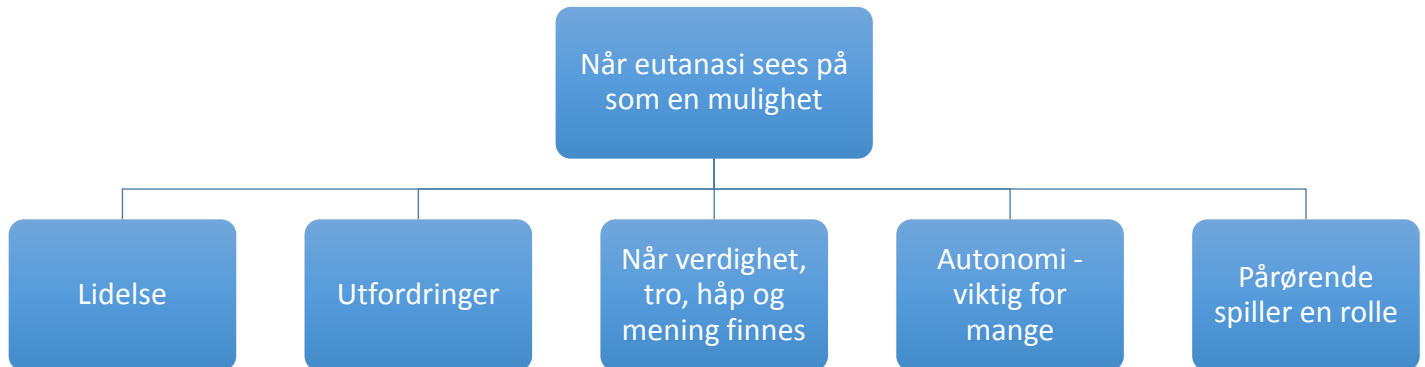 Når eutanasi sees på
som en mulighet
Lidelse
Utfordringer
Når verdighet,
tro, håp og
mening finnes
Autonomi -
viktig for
mange
Pårørende
spiller en rolle